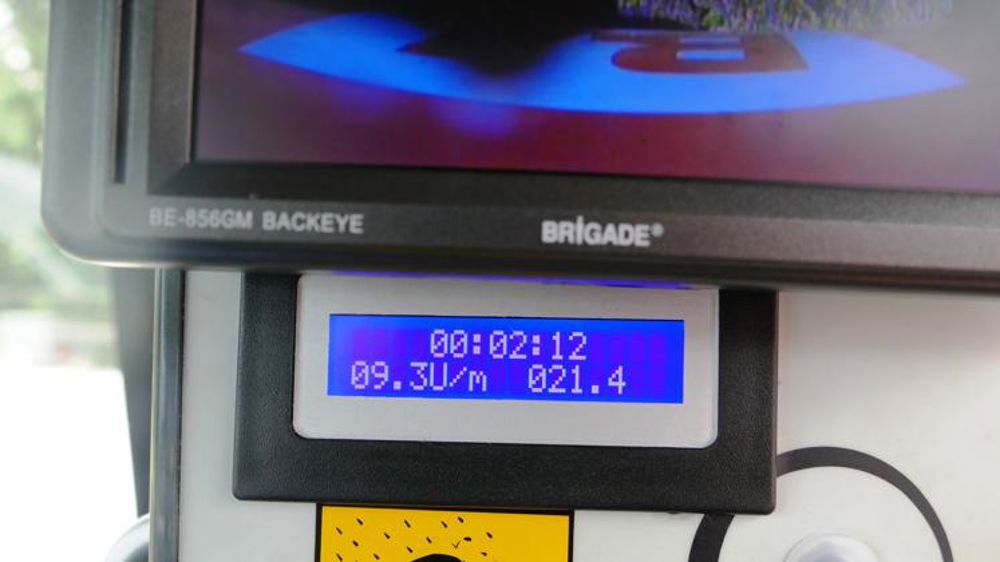 BE-856GM BACKEYE
BRIGADE®
00:02:12
09.3U/m 021.4